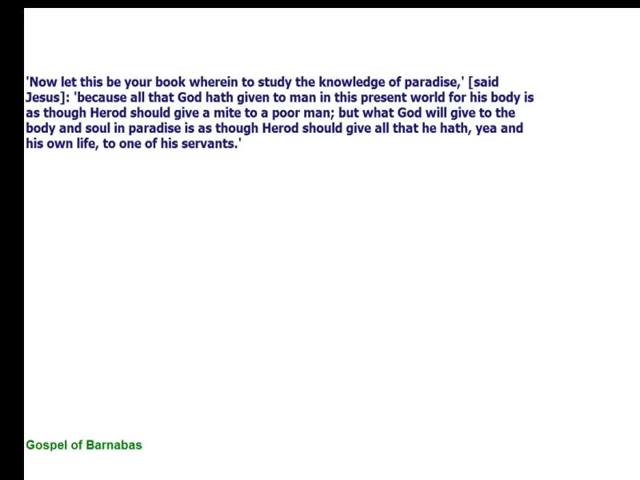 'Now let this be your book wherein to study the knowledge of paradise,' [said
Jesus]: 'because all that God hath given to man in this present world for his body is
as though Herod should give a mite to a poor man; but what God will give to the
body and soul in paradise is as though Herod should give all that he hath, yea and
his own life, to one of his servants.'
Gospel of Barnabas